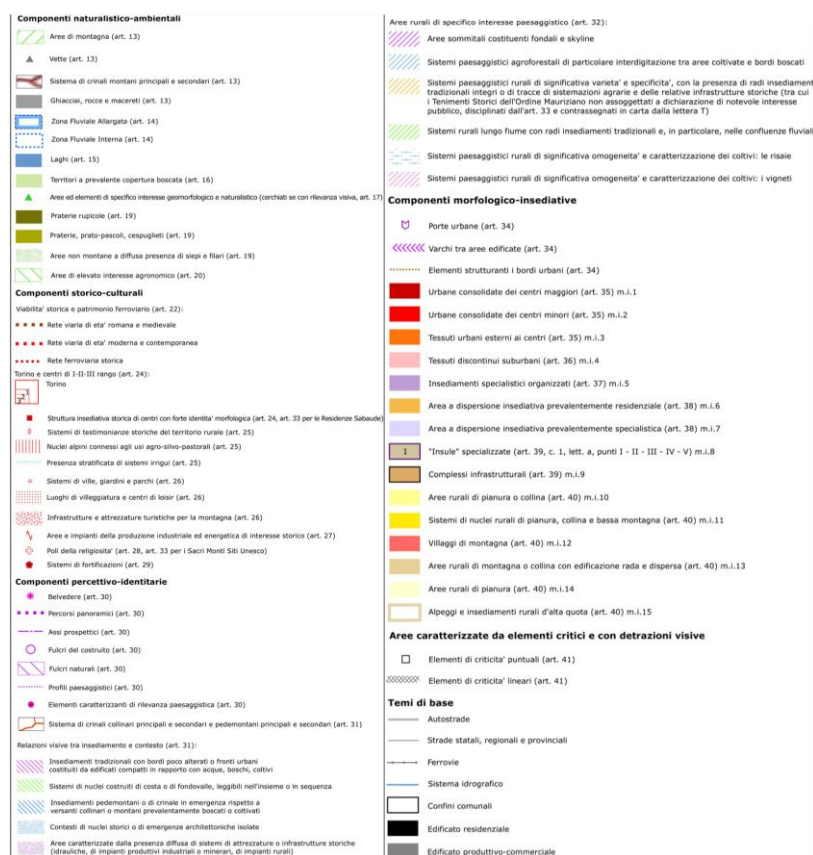 Componenti naturalistico-ambientali
Aree di montagna (art. 13)
Vette (art. 13)
Sistema di crinali montani principali e secondari (art. 13)
Ghiacciai, rocce e macereti (art. 13)
Zona Fluviale Allargata (art. 14)
Zona Fluviale Interna (art. 14)
Laghi (art. 15)
Territori a prevalente copertura boscata (art. 16)
Aree ed elementi di specifico interesse geomorfologico e naturalistico (cerchiati se con rilevanza visiva, art. 17)
Praterie rupicole (art. 19)
Praterie, prato-pascoli, cespuglieti (art. 19)
Aree non montane a diffusa presenza di siepi e filari (art. 19)
Aree di elevato interesse agronomico (art. 20)
Componenti storico-culturali
Viabilita' storica e patrimonio ferroviario (art. 22):
Rete viaria di eta' romana e medievale
Rete viaria di eta' moderna e contemporanea
Rete ferroviaria storica
Torino e centri di I-II-III rango (art. 24):
Torino
3 2 1
Struttura insediativa storica di centri con forte identita' morfologica (art. 24, art. 33 per le Residenze Sabaude)
Sistemi di testimonianze storiche del territorio rurale (art. 25)
Nuclei alpini connessi agli usi agro-silvo-pastorali (art. 25)
Presenza stratificata di sistemi irrigui (art. 25)
Sistemi di ville, giardini e parchi (art. 26)
Luoghi di villeggiatura e centri di loisir (art. 26)
Infrastrutture e attrezzature turistiche per la montagna (art. 26)
Aree e impianti della produzione industriale ed energetica di interesse storico (art. 27)
Poli della religiosita' (art. 28, art. 33 per i Sacri Monti Siti Unesco)
Sistemi di fortificazioni (art. 29)
Componenti percettivo-identitarie
Belvedere (art. 30)
Percorsi panoramici (art. 30)
Assi prospettici (art. 30)
Fulcri del costruito (art. 30)
Fulcri naturali (art. 30)
Profili paesaggistici (art. 30)
Elementi caratterizzanti di rilevanza paesaggistica (art. 30)
Sistema di crinali collinari principali e secondari e pedemontani principali e secondari (art. 31)
Relazioni visive tra insediamento e contesto (art. 31):
Insediamenti tradizionali con bordi poco alterati o fronti urbani
costituiti da edificati compatti in rapporto con acque, boschi, coltivi
Sistemi di nuclei costruiti di costa o di fondovalle, leggibili nell'insieme o in sequenza
Insediamenti pedemontani o di crinale in emergenza rispetto a
versanti collinari o montani prevalentemente boscati o coltivati
Contesti di nuclei storici o di emergenze architettoniche isolate
Aree caratterizzate dalla presenza diffusa di sistemi di attrezzature o infrastrutture storiche
(idrauliche, di impianti produttivi industriali o minerari, di impianti rurali)
Aree rurali di specifico interesse paesaggistico (art. 32):
Aree sommitali costituenti fondali e skyline
Sistemi paesaggistici agroforestali di particolare interdigitazione tra aree coltivate e bordi boscati
Sistemi paesaggistici rurali di significativa varieta' e specificita', con la presenza di radi insediament
tradizionali integri o di tracce di sistemazioni agrarie e delle relative infrastrutture storiche (tra cui
i Tenimenti Storici dell'Ordine Mauriziano non assoggettati a dichiarazione di notevole interesse
pubblico, disciplinati dall'art. 33 e contrassegnati in carta dalla lettera T)
Sistemi rurali lungo fiume con radi insediamenti tradizionali e, in particolare, nelle confluenze fluviali
Sistemi paesaggistici rurali di significativa omogeneita' e caratterizzazione dei coltivi: le risaie
Sistemi paesaggistici rurali di significativa omogeneita' e caratterizzazione dei coltivi: i vigneti
Componenti morfologico-insediative
Porte urbane (art. 34)
Varchi tra aree edificate (art. 34)
Elementi strutturanti i bordi urbani (art. 34)
Urbane consolidate dei centri maggiori (art. 35) m.i.1
Urbane consolidate dei centri minori (art. 35) m.i.2
Tessuti urbani esterni ai centri (art. 35) m.i.3
Tessuti discontinui suburbani (art. 36) m.i.4
Insediamenti specialistici organizzati (art. 37) m.i.5
Area a dispersione insediativa prevalentemente residenziale (art. 38) m.i.6
Area a dispersione insediativa prevalentemente specialistica (art. 38) m.i.7
I "Insule" specializzate (art. 39, c. 1, lett. a, punti I - II - III - IV - V) m.i.8
Complessi infrastrutturali (art. 39) m.i.9
Aree rurali di pianura o collina (art. 40) m.i.10
Sistemi di nuclei rurali di pianura, collina e bassa montagna (art. 40) m.i.11
Villaggi di montagna (art. 40) m.i.12
Aree rurali di montagna o collina con edificazione rada e dispersa (art. 40) m.i.13
Aree rurali di pianura (art. 40) m.i.14
Alpeggi e insediamenti rurali d'alta quota (art. 40) m.i.15
Aree caratterizzate da elementi critici e con detrazioni visive
Elementi di criticita' puntuali (art. 41)
Elementi di criticita' lineari (art. 41)
Temi di base
Autostrade
Strade statali, regionali e provinciali
Ferrovie
Sistema idrografico
Confini comunali
Edificato residenziale
Edificato produttivo-commerciale